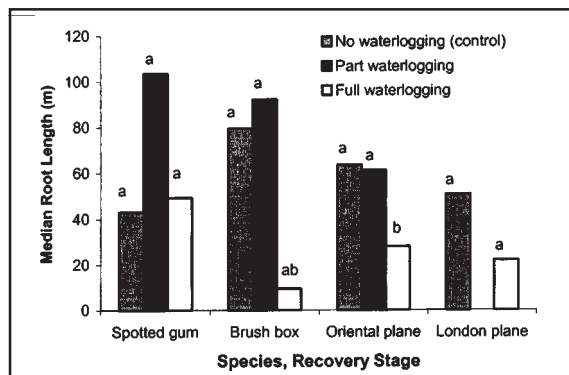 120
100
80
60
40
20
0
Median Root Length (m)
No waterlogging (control)
Part waterlogging
Full waterlogging
a a a
a a ab
a a b
a a
Spotted gum Brush box Oriental plane London plane
Species, Recovery Stage